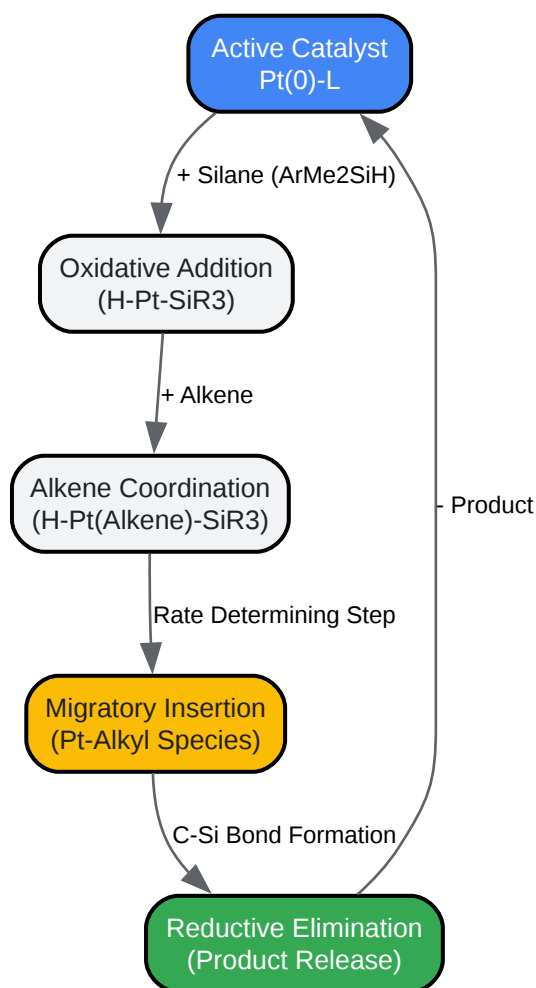 Active Catalyst
Pt(0)-L
+ Silane (ArMe2SiH)
Oxidative Addition
(H-Pt-SiR3)
+ Alkene
Alkene Coordination
(H-Pt(Alkene)-SiR3)
- Product
Rate Determining Step
Migratory Insertion
(Pt-Alkyl Species)
C-Si Bond Formation
Reductive Elimination
(Product Release)